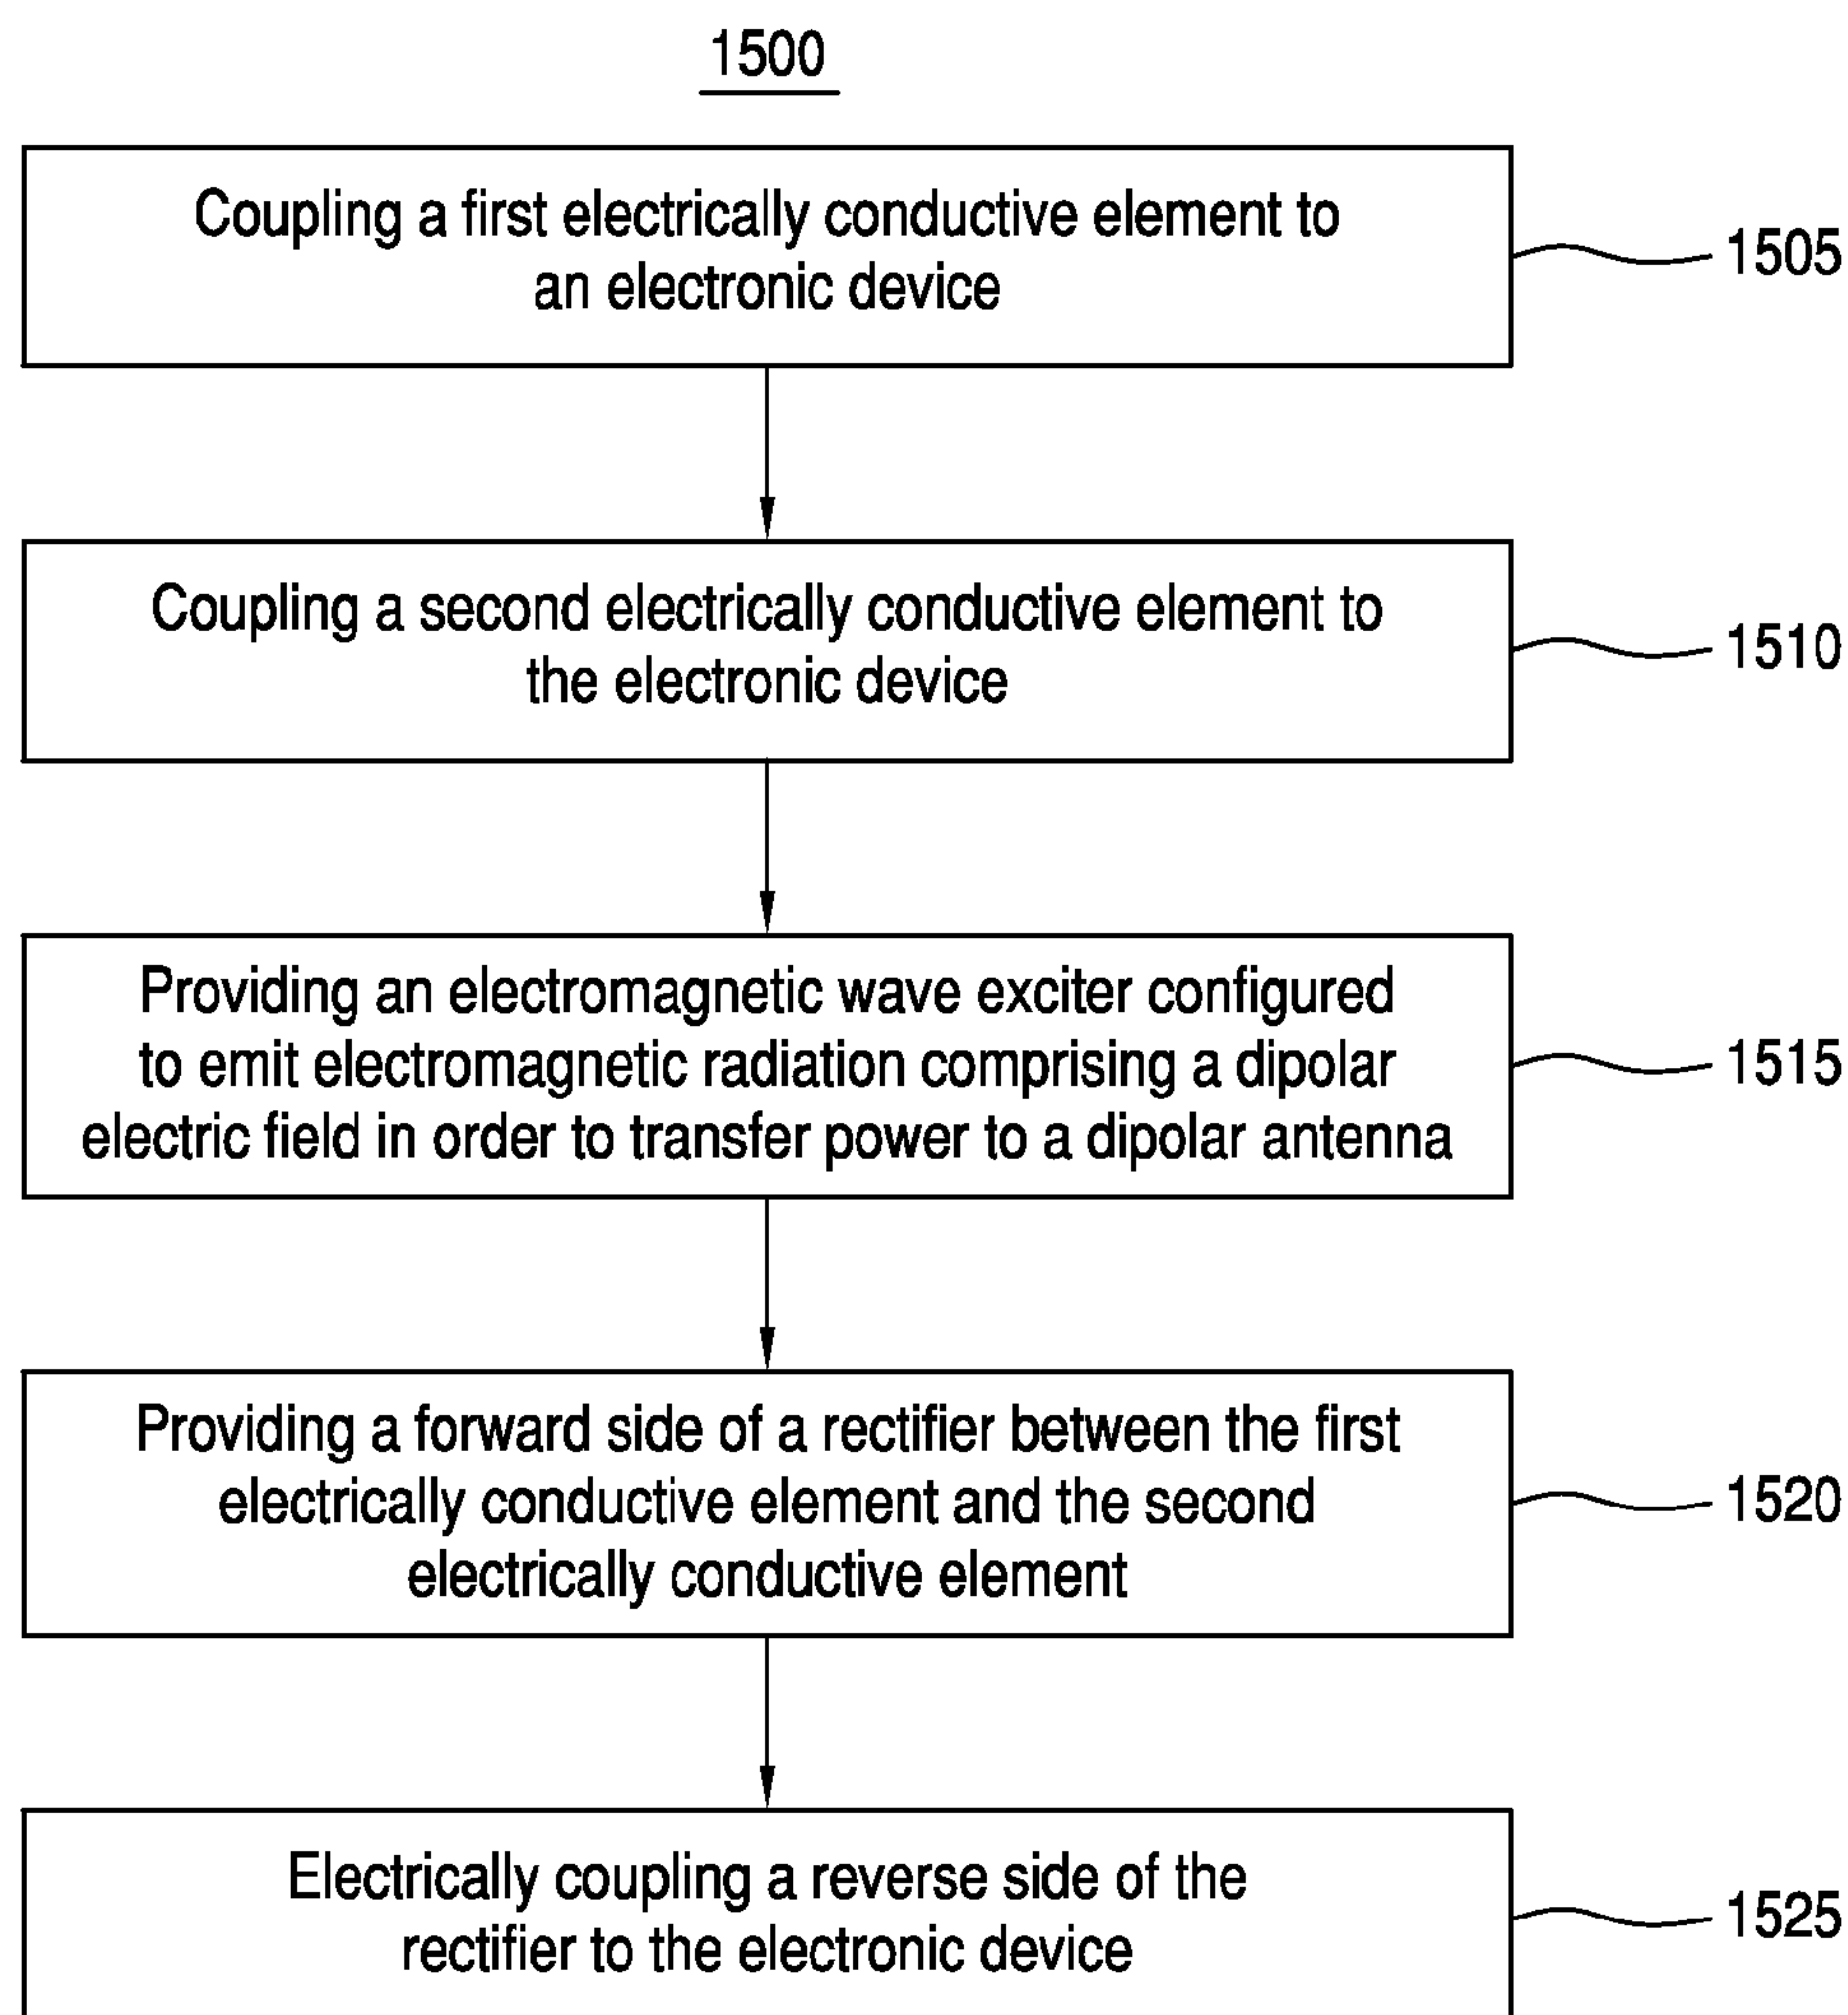 1500
Coupling a first electrically conductive element to
an electronic device
1505
Coupling a second electrically conductive element to
the electronic device
1510
Providing an electromagnetic wave exciter configured
to emit electromagnetic radiation comprising a dipolar
electric field in order to transfer power to a dipolar antenna
1515
Providing a forward side of a rectifier between the first
electrically conductive element and the second
electrically conductive element
1520
Electrically coupling a reverse side of the
rectifier to the electronic device
1525